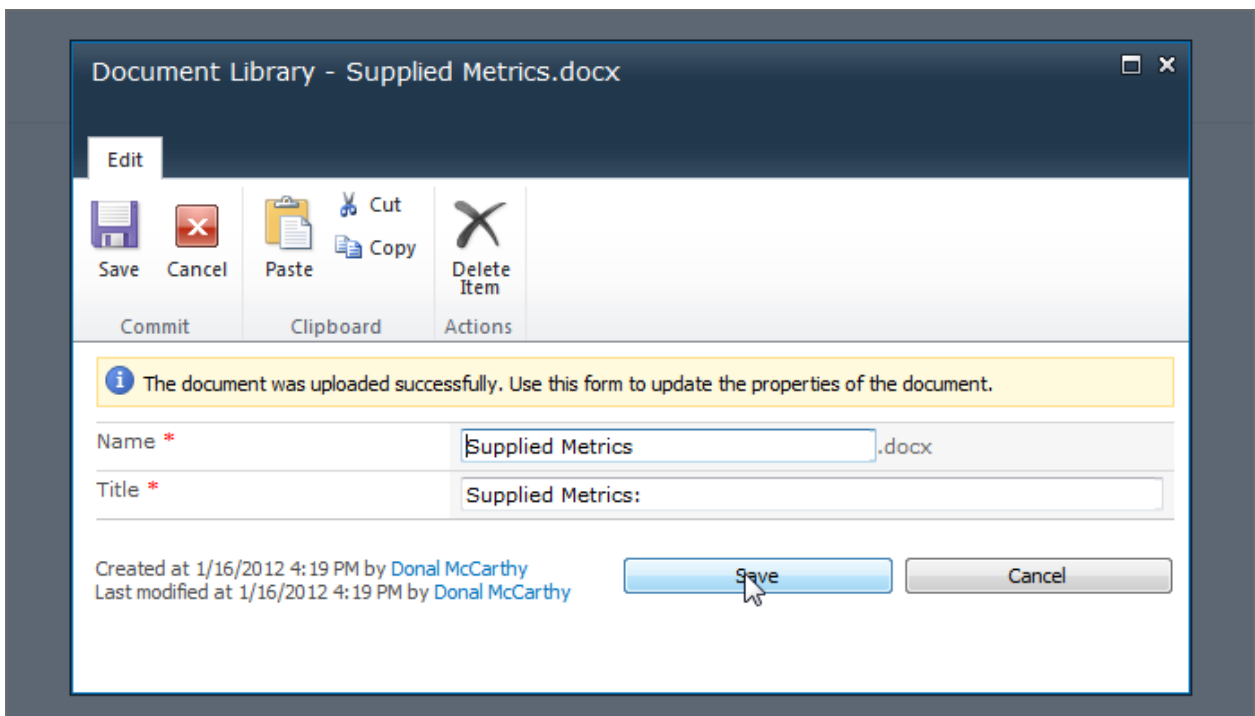 Document Library - Supplied Metrics.docx
Edit
Save Cancel Paste Cut Copy Delete Item
Commit Clipboard Actions
The document was uploaded successfully. Use this form to update the properties of the document.
Name * Supplied Metrics .docx
Title * Supplied Metrics:
Created at 1/16/2012 4:19 PM by Donal McCarthy
Last modified at 1/16/2012 4:19 PM by Donal McCarthy
Save Cancel